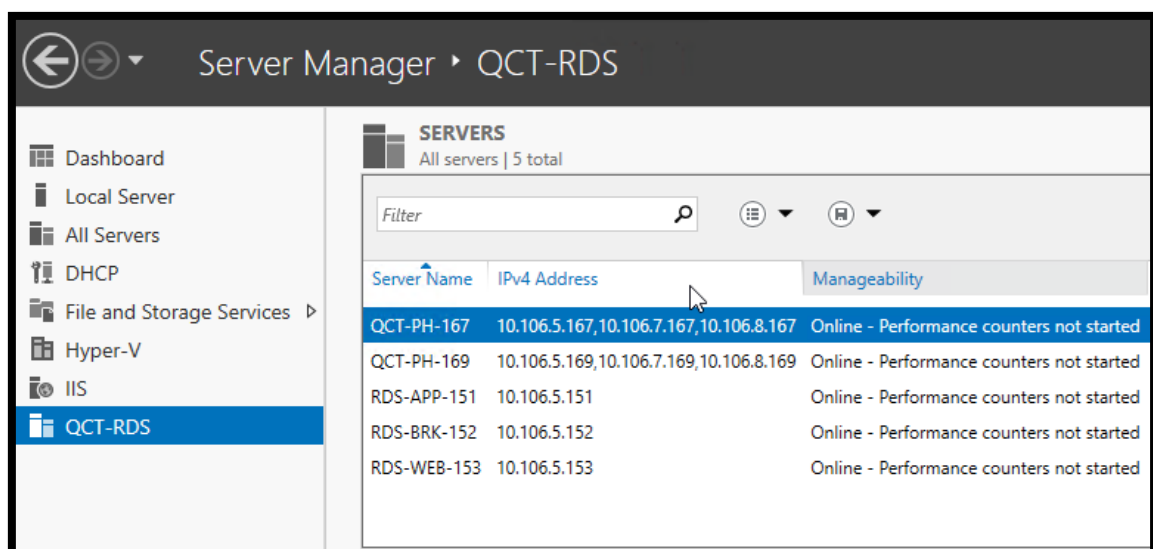 Server Manager ‣ QCT-RDS
Dashboard
Local Server
All Servers
DHCP
File and Storage Services
Hyper-V
IIS
QCT-RDS
SERVERS
All servers | 5 total
Filter
Server Name IPv4 Address Manageability
QCT-PH-167 10.106.5.167,10.106.7.167,10.106.8.167 Online - Performance counters not started
QCT-PH-169 10.106.5.169,10.106.7.169,10.106.8.169 Online - Performance counters not started
RDS-APP-151 10.106.5.151 Online - Performance counters not started
RDS-BRK-152 10.106.5.152 Online - Performance counters not started
RDS-WEB-153 10.106.5.153 Online - Performance counters not started